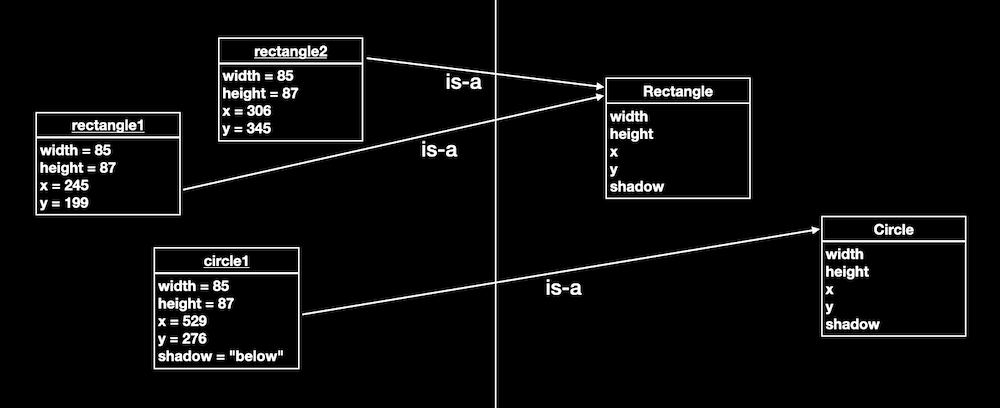 rectangle2
width = 85
height = 87
x = 306
y = 345
is-a
Rectangle
width
height
x
y
shadow
rectangle1
width = 85
height = 87
x = 245
y = 199
is-a
Circle
width
height
x
y
shadow
circle1
width = 85
height = 87
x = 529
y = 276
shadow = "below"
is-a